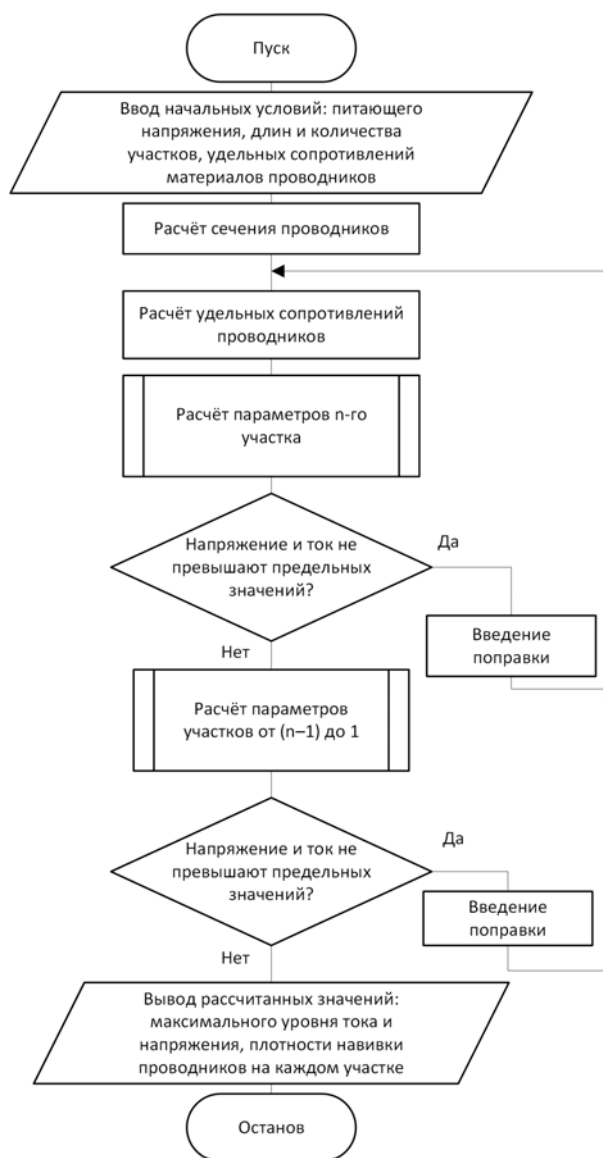 Пуск
Ввод начальных условий: питающего
напряжения, длин и количества
участков, удельных сопротивлений
материалов проводников
Расчёт сечения проводников
Расчёт удельных сопротивлений
проводников
Расчёт параметров n-го
участка
Напряжение и ток не
превышают предельных
значений?
Да
Введение
поправки
Нет
Расчёт параметров
участков от (n–1) до 1
Напряжение и ток не
превышают предельных
значений?
Да
Введение
поправки
Нет
Вывод рассчитанных значений:
максимального уровня тока и
напряжения, плотности навивки
проводников на каждом участке
Останов